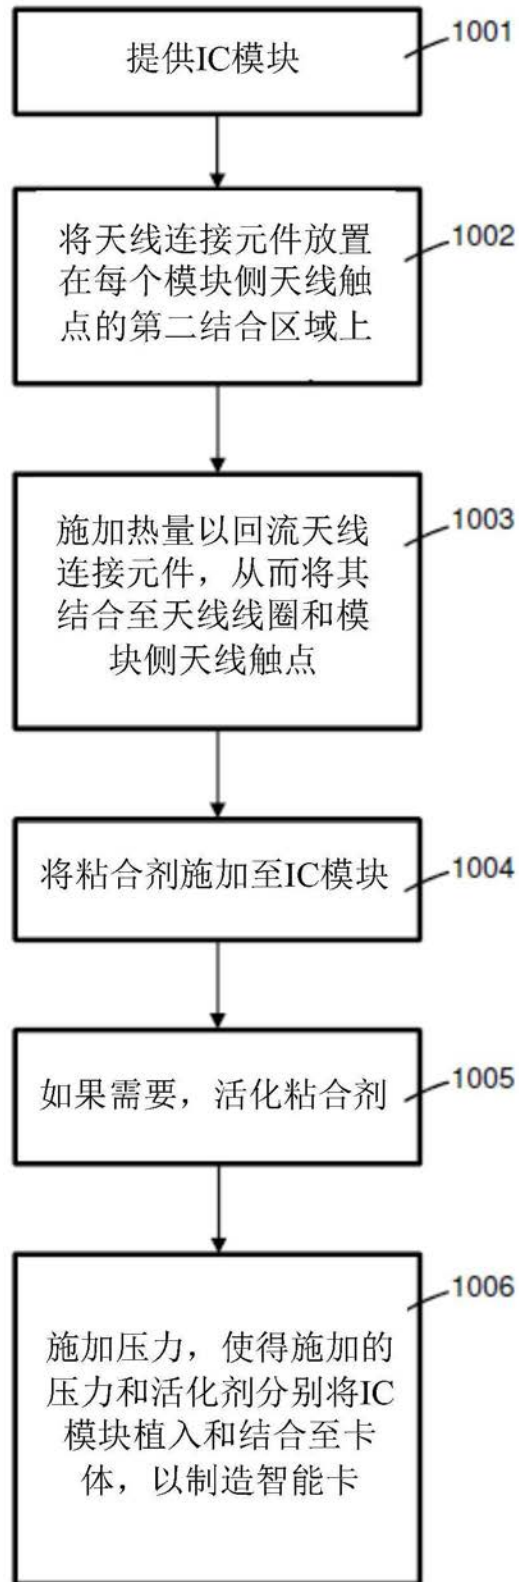 提供IC模块
1001
将天线连接元件放置
在每个模块侧天线触
点的第二结合区域上
1002
施加热量以回流天线
连接元件，从而将其
结合至天线线圈和模
块侧天线触点
1003
将粘合剂施加至IC模块
1004
如果需要，活化粘合剂
1005
施加压力，使得施加的
压力和活化剂分别将IC
模块植入和结合至卡
体，以制造智能卡
1006